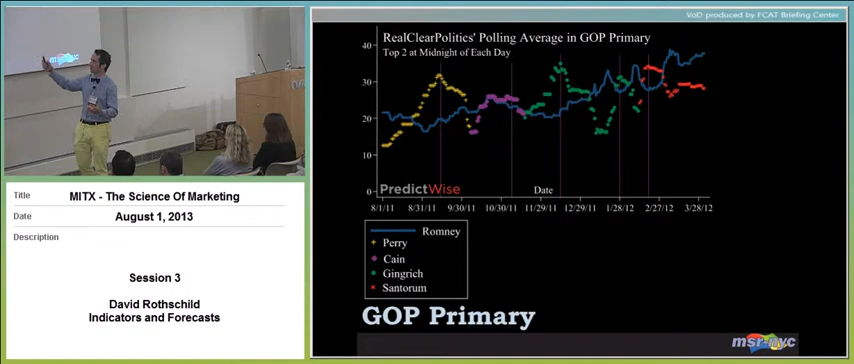 VoD produced by FCAT Briefing Center
Title MITX - The Science Of Marketing
Date August 1, 2013
Description
Session 3
David Rothschild
Indicators and Forecasts
RealClearPolitics' Polling Average in GOP Primary
Top 2 at Midnight of Each Day
40
30
20
10
0
PredictWise
Date
8/1/11 8/31/11 9/30/11 10/30/11 11/29/11 12/29/11 1/28/12 2/27/12 3/28/12
Romney
Perry
Cain
Gingrich
Santorum
GOP Primary
msr-nyc